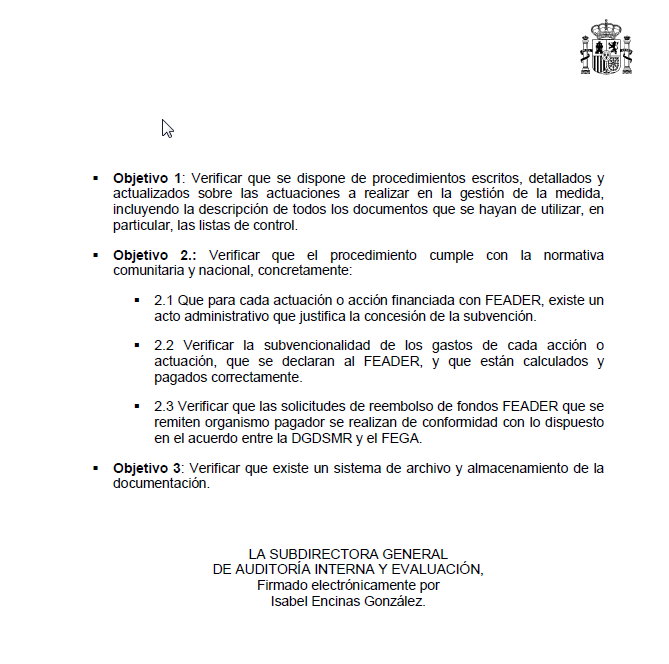 ▪ Objetivo 1: Verificar que se dispone de procedimientos escritos, detallados y
actualizados sobre las actuaciones a realizar en la gestión de la medida,
incluyendo la descripción de todos los documentos que se hayan de utilizar, en
particular, las listas de control.
▪ Objetivo 2.: Verificar que el procedimiento cumple con la normativa
comunitaria y nacional, concretamente:
▪ 2.1 Que para cada actuación o acción financiada con FEADER, existe un
acto administrativo que justifica la concesión de la subvención.
▪ 2.2 Verificar la subvencionalidad de los gastos de cada acción o
actuación, que se declaran al FEADER, y que están calculados y
pagados correctamente.
▪ 2.3 Verificar que las solicitudes de reembolso de fondos FEADER que se
remiten organismo pagador se realizan de conformidad con lo dispuesto
en el acuerdo entre la DGDSMR y el FEGA.
▪ Objetivo 3: Verificar que existe un sistema de archivo y almacenamiento de la
documentación.
LA SUBDIRECTORA GENERAL
DE AUDITORÍA INTERNA Y EVALUACIÓN,
Firmado electrónicamente por
Isabel Encinas González.